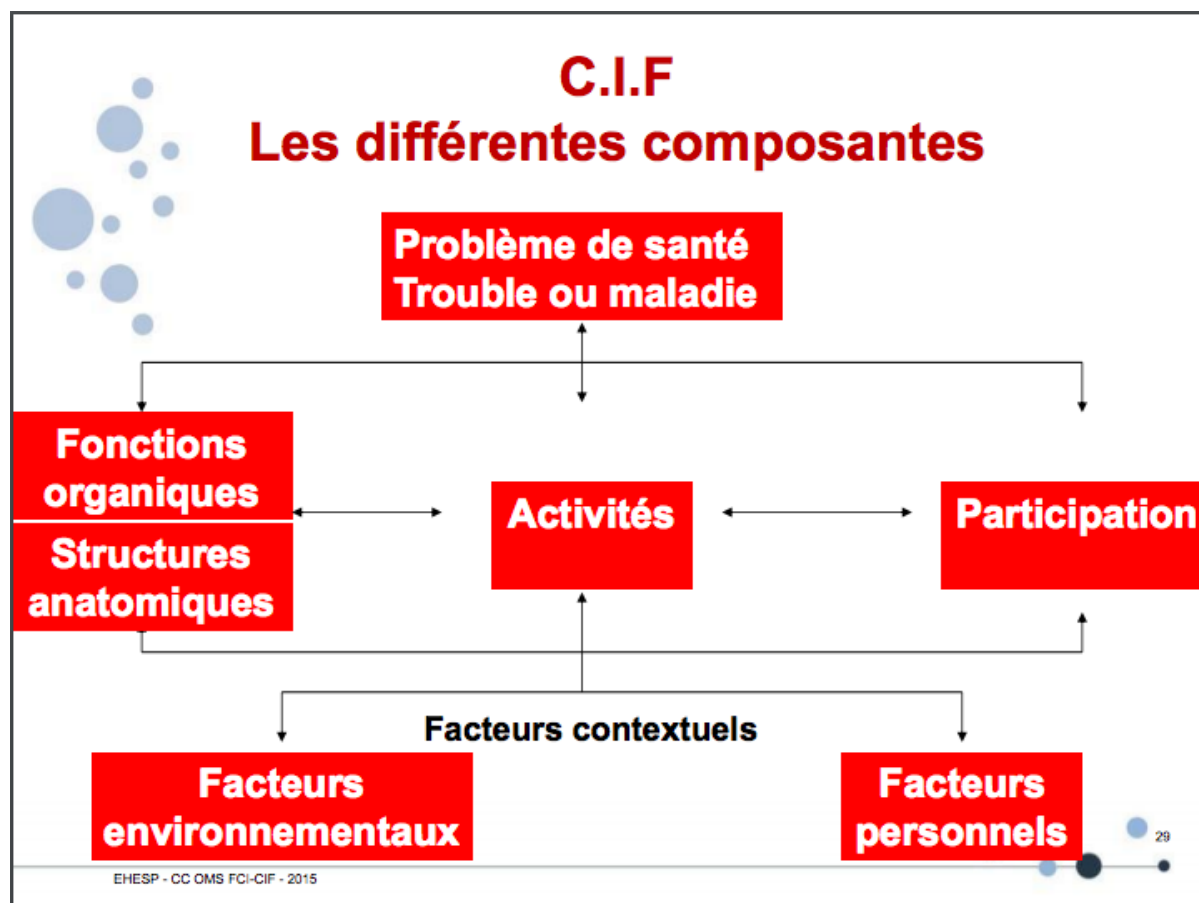 C.I.F
Les différentes composantes
Problème de santé
Trouble ou maladie
Fonctions
organiques
Structures
anatomiques
Activités
Participation
Facteurs contextuels
Facteurs
environnementaux
Facteurs
personnels
29
EHESP - CC OMS FCI-CIF - 2015